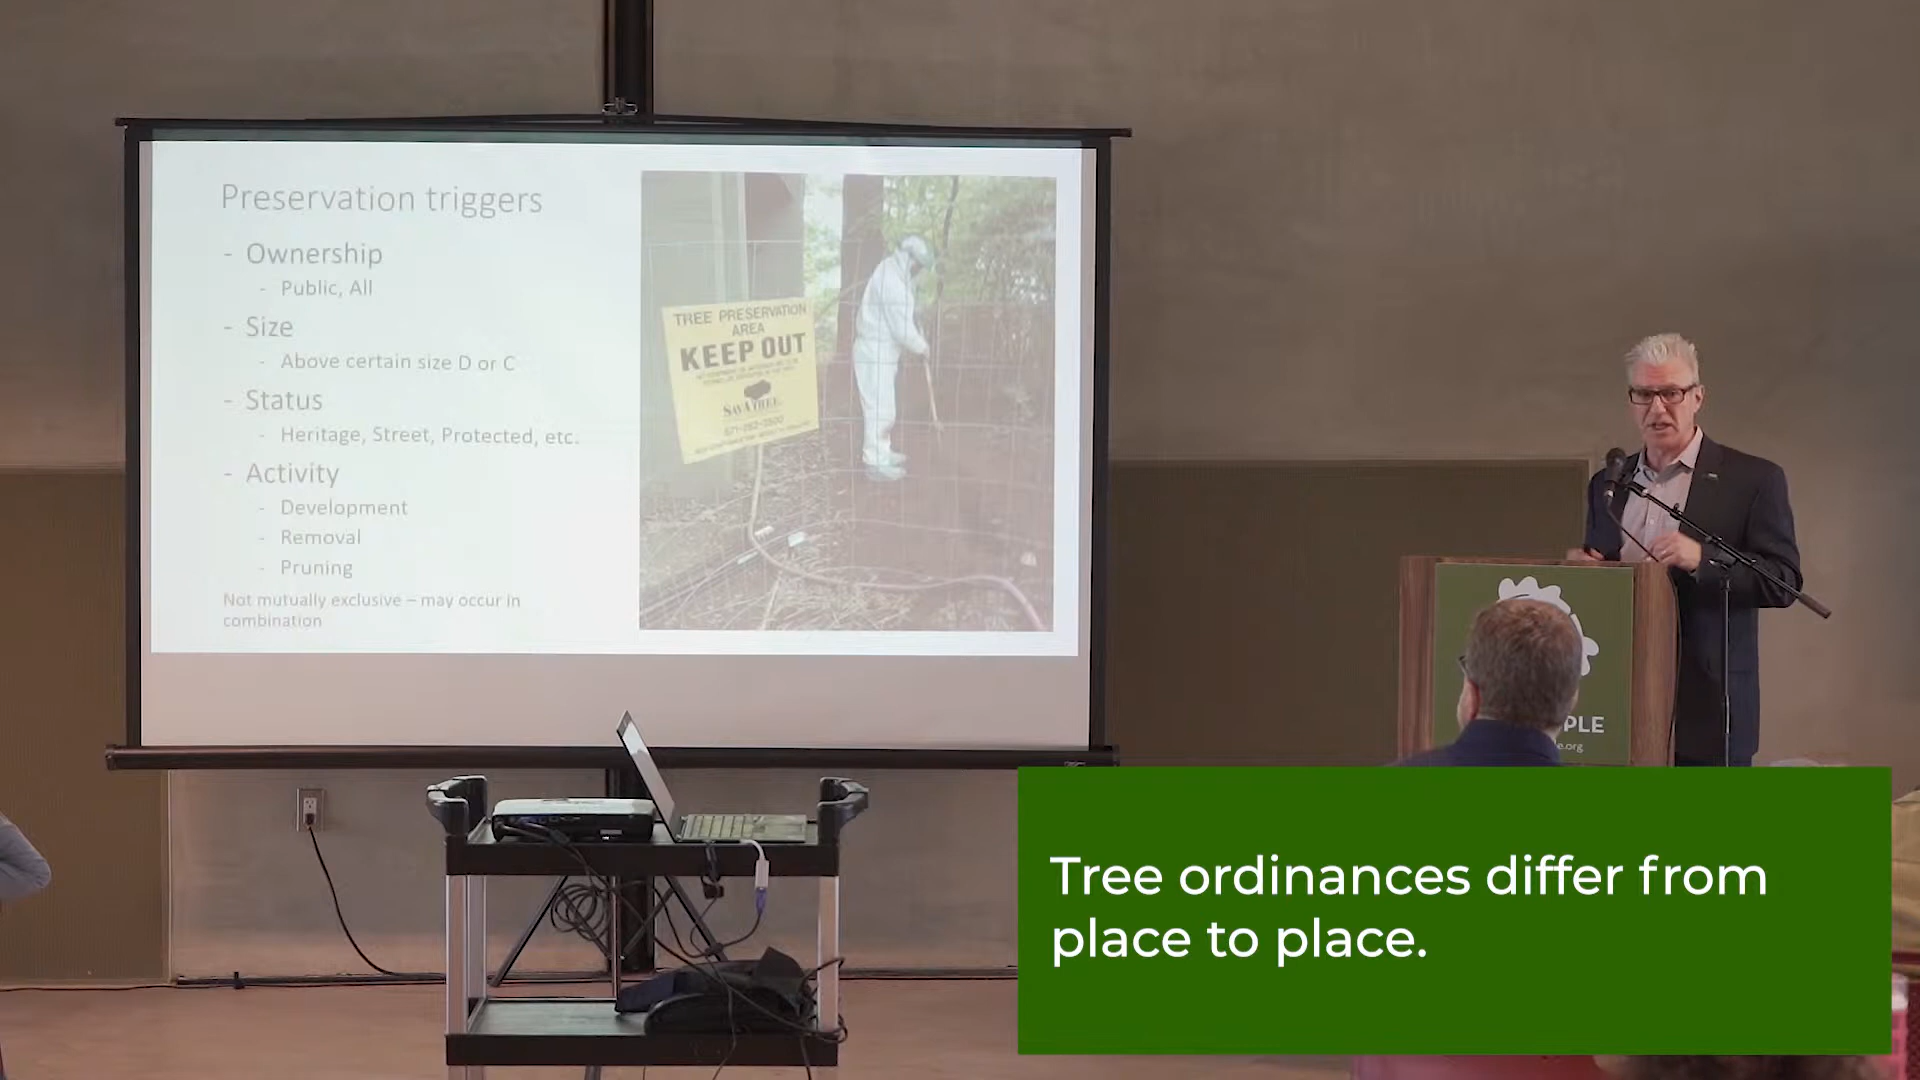 Preservation triggers
- Ownership
- Public, All
- Size
- Above certain size D or C
- Status
- Heritage, Street, Protected, etc.
- Activity
- Development
- Removal
- Pruning
Not mutually exclusive – may occur in
combination
TREE PRESERVATION
AREA
KEEP OUT
SAVATREE
PLE
e.org
Tree ordinances differ from
place to place.